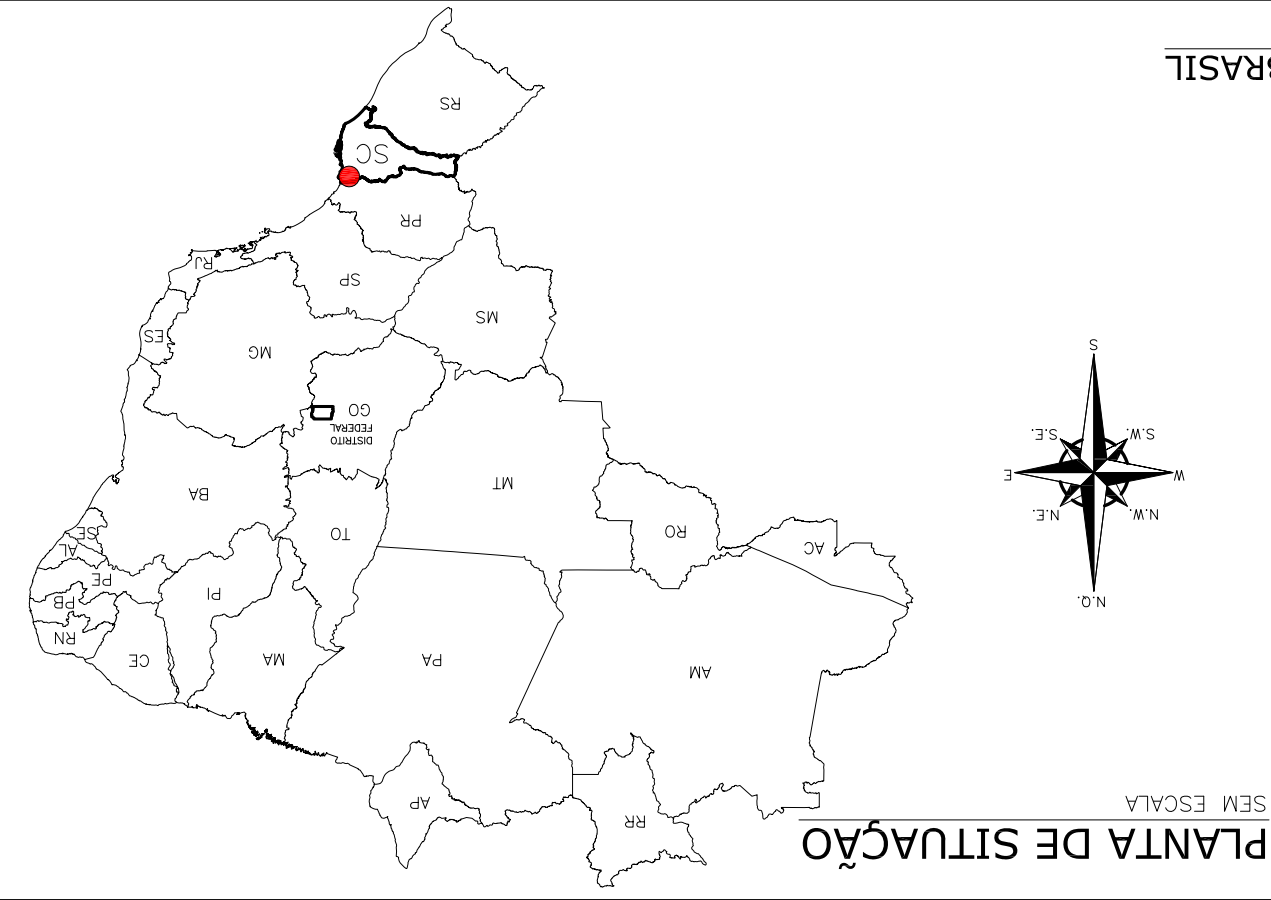 PLANTA DE SITUAÇÃO
SEM ESCALA
RR
AP
AM
PA
MA
CE
RN
PB
PE
AL
SE
PI
AC
RO
TO
MT
BA
DISTRITO
FEDERAL
GO
MG
ES
MS
SP
RJ
PR
SC
RS
N.Q.
N.W.
N.E.
W
E
S.W.
S.E.
S
BRASIL